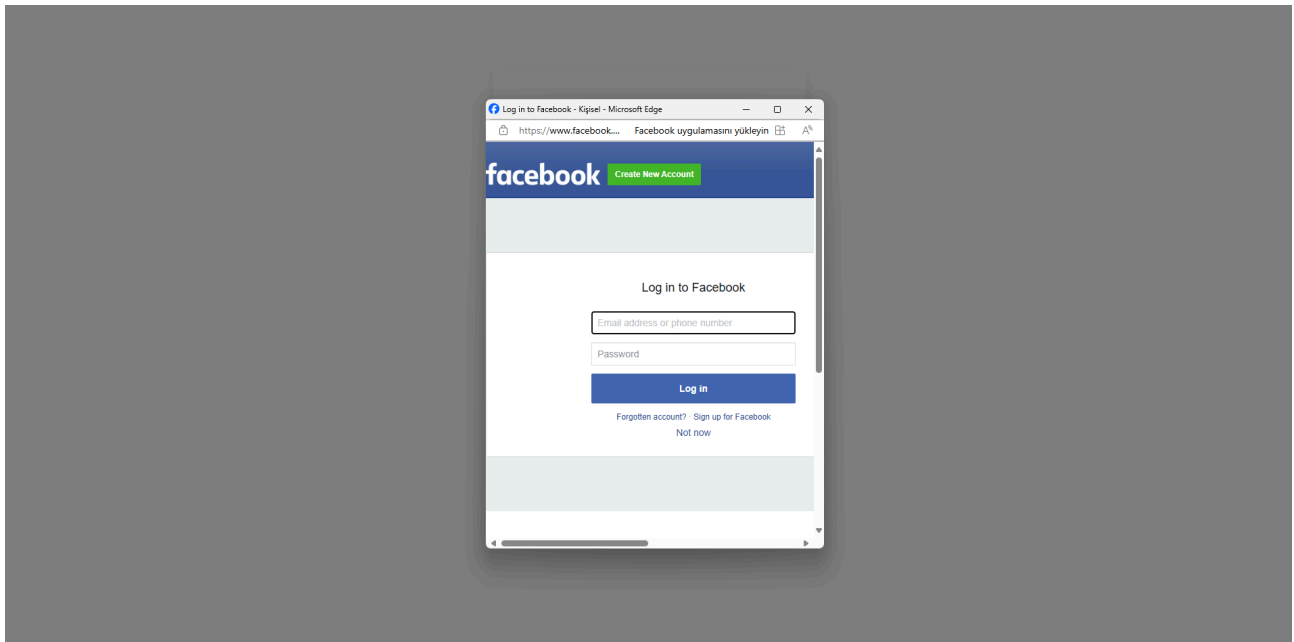 Log in to Facebook - Kişisel - Microsoft Edge
https://www.facebook.... Facebook uygulamasını yükleyin
facebook Create New Account
Log in to Facebook
Email address or phone number
Password
Log in
Forgotten account? · Sign up for Facebook
Not now